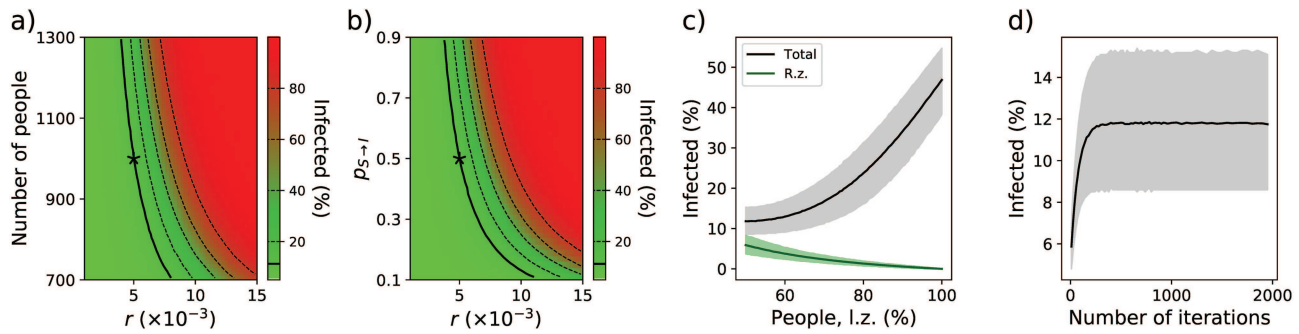 a)
Number of people
1300
1100
900
700
5
10
15
r (×10⁻³)
80
60
40
20
Infected (%)
b)
p_{S→I}
0.9
0.7
0.5
0.3
0.1
5
10
15
r (×10⁻³)
80
60
40
20
Infected (%)
c)
Infected (%)
50
40
30
20
10
0
Total
R.z.
60
80
100
People, l.z. (%)
d)
Infected (%)
14
12
10
8
6
0
1000
2000
Number of iterations